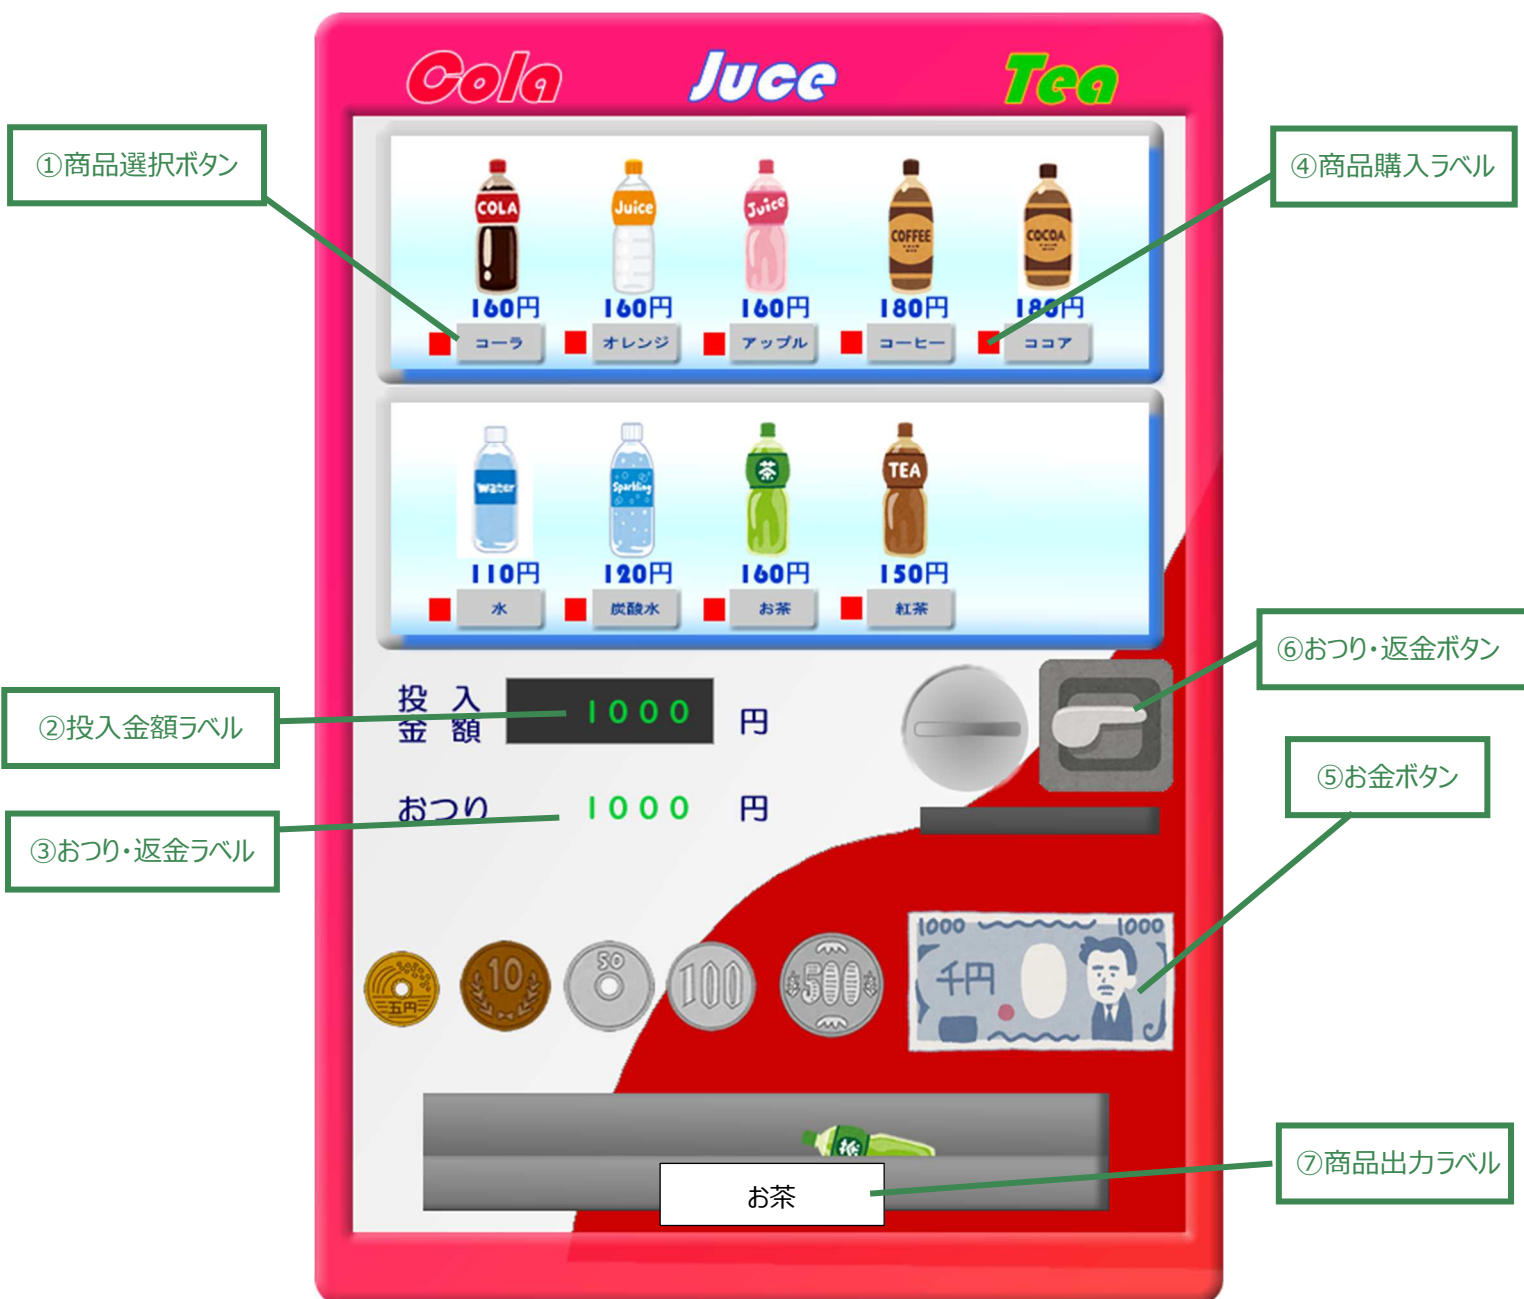 Cola Juce Tea
①商品選択ボタン
④商品購入ラベル
COLA Juice Juice COFFEE COCOA
160円 160円 160円 180円 180円
コーラ オレンジ アップル コーヒー ココア
Water Sparkling 茶 TEA
110円 120円 160円 150円
水 炭酸水 お茶 紅茶
⑥おつり・返金ボタン
②投入金額ラベル
投入
金額 1000 円
⑤お金ボタン
おつり 1000 円
③おつり・返金ラベル
五円 10 50 100 500
1000 1000
千円
茶
お茶
⑦商品出力ラベル